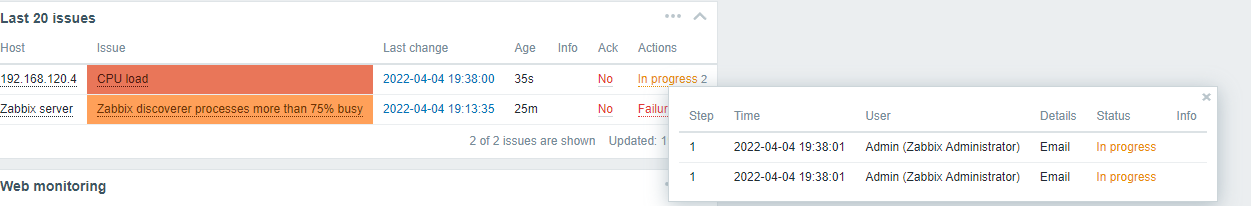 Last 20 issues
Host Issue Last change Age Info Ack Actions
192.168.120.4 CPU load 2022-04-04 19:38:00 35s No In progress 2
Zabbix server Zabbix discoverer processes more than 75% busy 2022-04-04 19:13:35 25m No Failur
2 of 2 issues are shown Updated: 1
Web monitoring
Step Time User Details Status Info
1 2022-04-04 19:38:01 Admin (Zabbix Administrator) Email In progress
1 2022-04-04 19:38:01 Admin (Zabbix Administrator) Email In progress